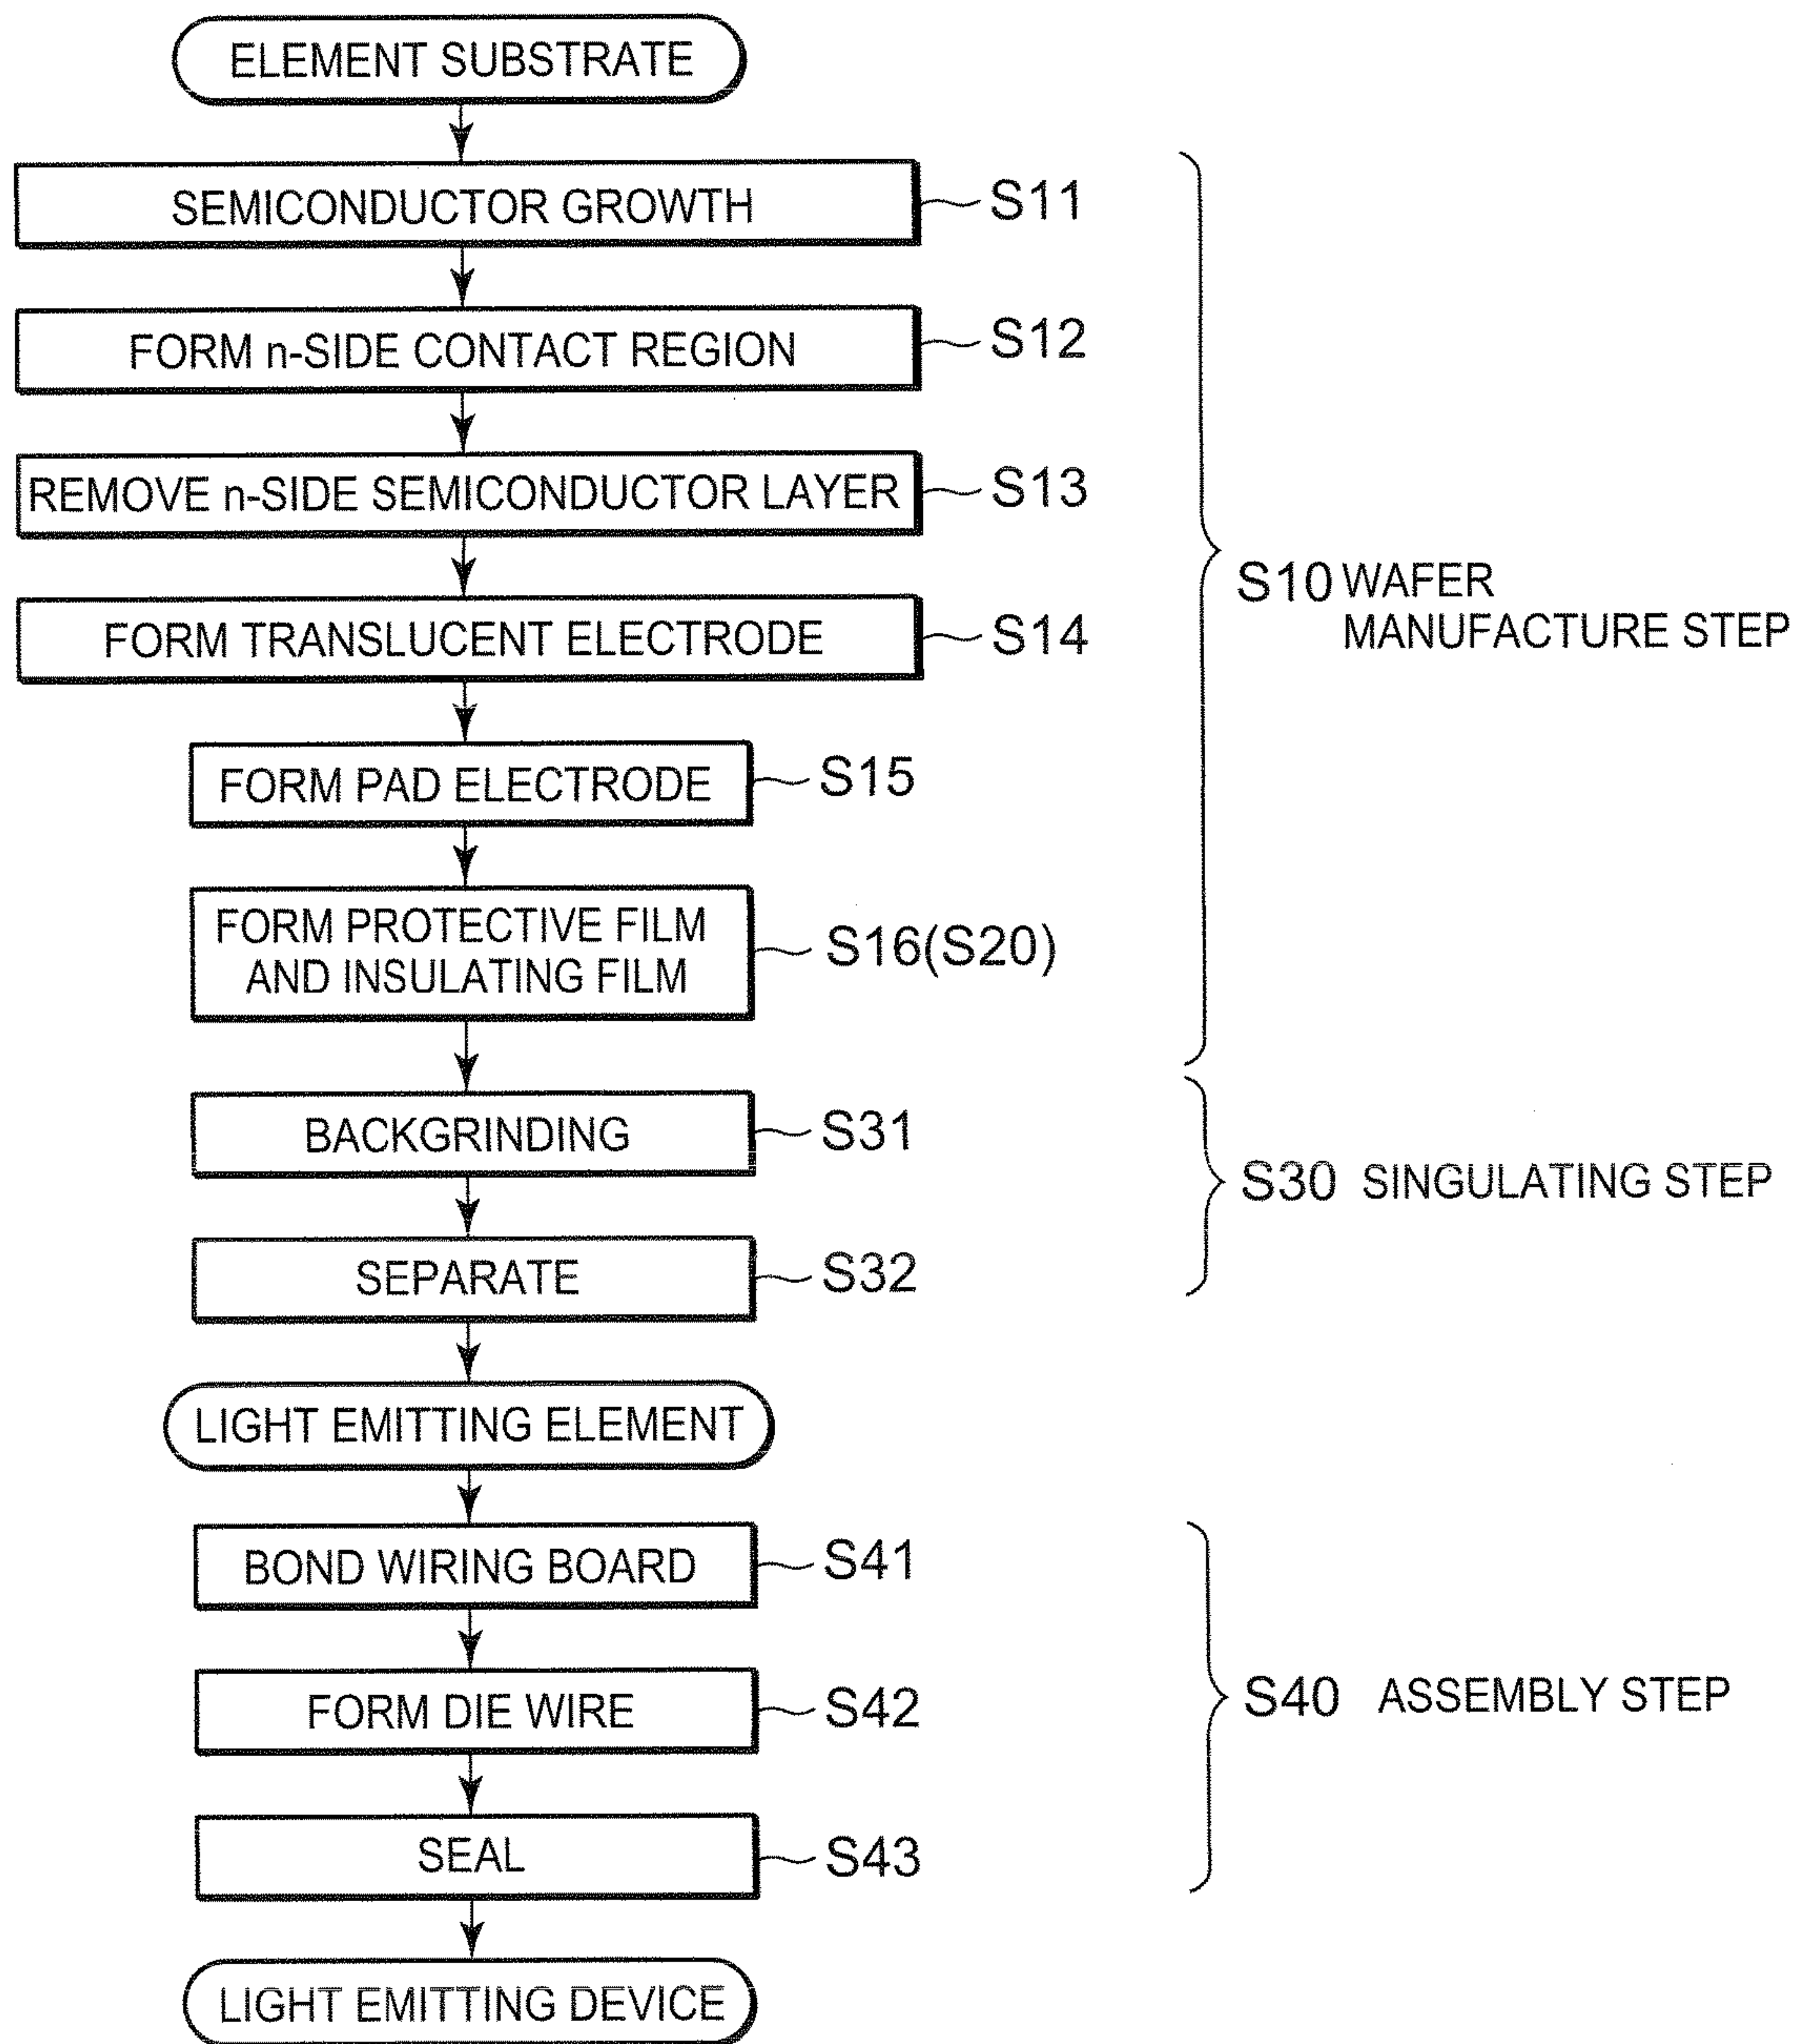 ELEMENT SUBSTRATE
SEMICONDUCTOR GROWTH
S11
FORM n-SIDE CONTACT REGION
S12
REMOVE n-SIDE SEMICONDUCTOR LAYER
S13
FORM TRANSLUCENT ELECTRODE
S14
S10 WAFER
MANUFACTURE STEP
FORM PAD ELECTRODE
S15
FORM PROTECTIVE FILM
AND INSULATING FILM
S16(S20)
BACKGRINDING
S31
S30 SINGULATING STEP
SEPARATE
S32
LIGHT EMITTING ELEMENT
BOND WIRING BOARD
S41
FORM DIE WIRE
S42
S40 ASSEMBLY STEP
SEAL
S43
LIGHT EMITTING DEVICE